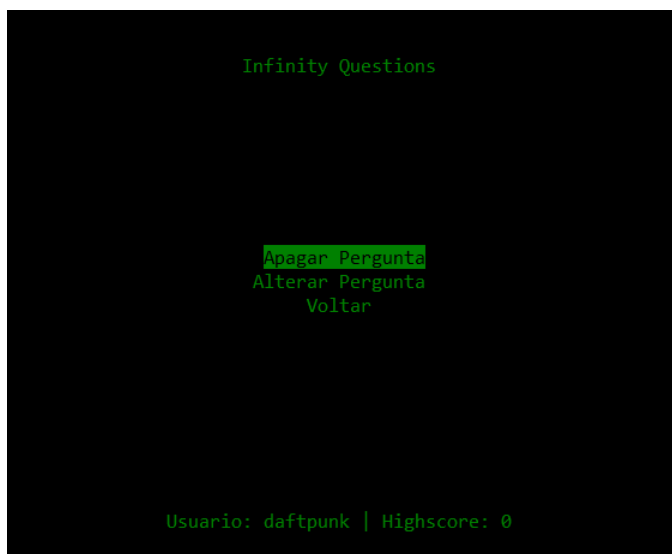 Infinity Questions
Apagar Pergunta
Alterar Pergunta
Voltar
Usuario: daftpunk | Highscore: 0